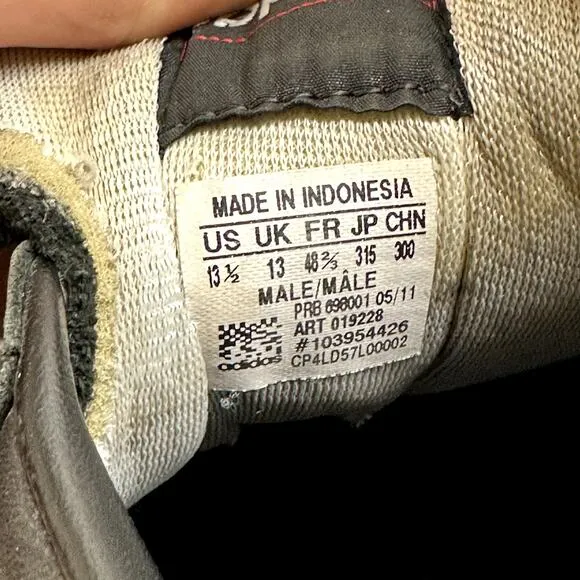 MADE IN INDONESIA
US UK FR JP CHN
13 ½ 13 48 ⅔ 315 300
MALE/MÂLE
PRB 698001 05/11
ART 019228
#103954426
adidas CP4LD57L00002